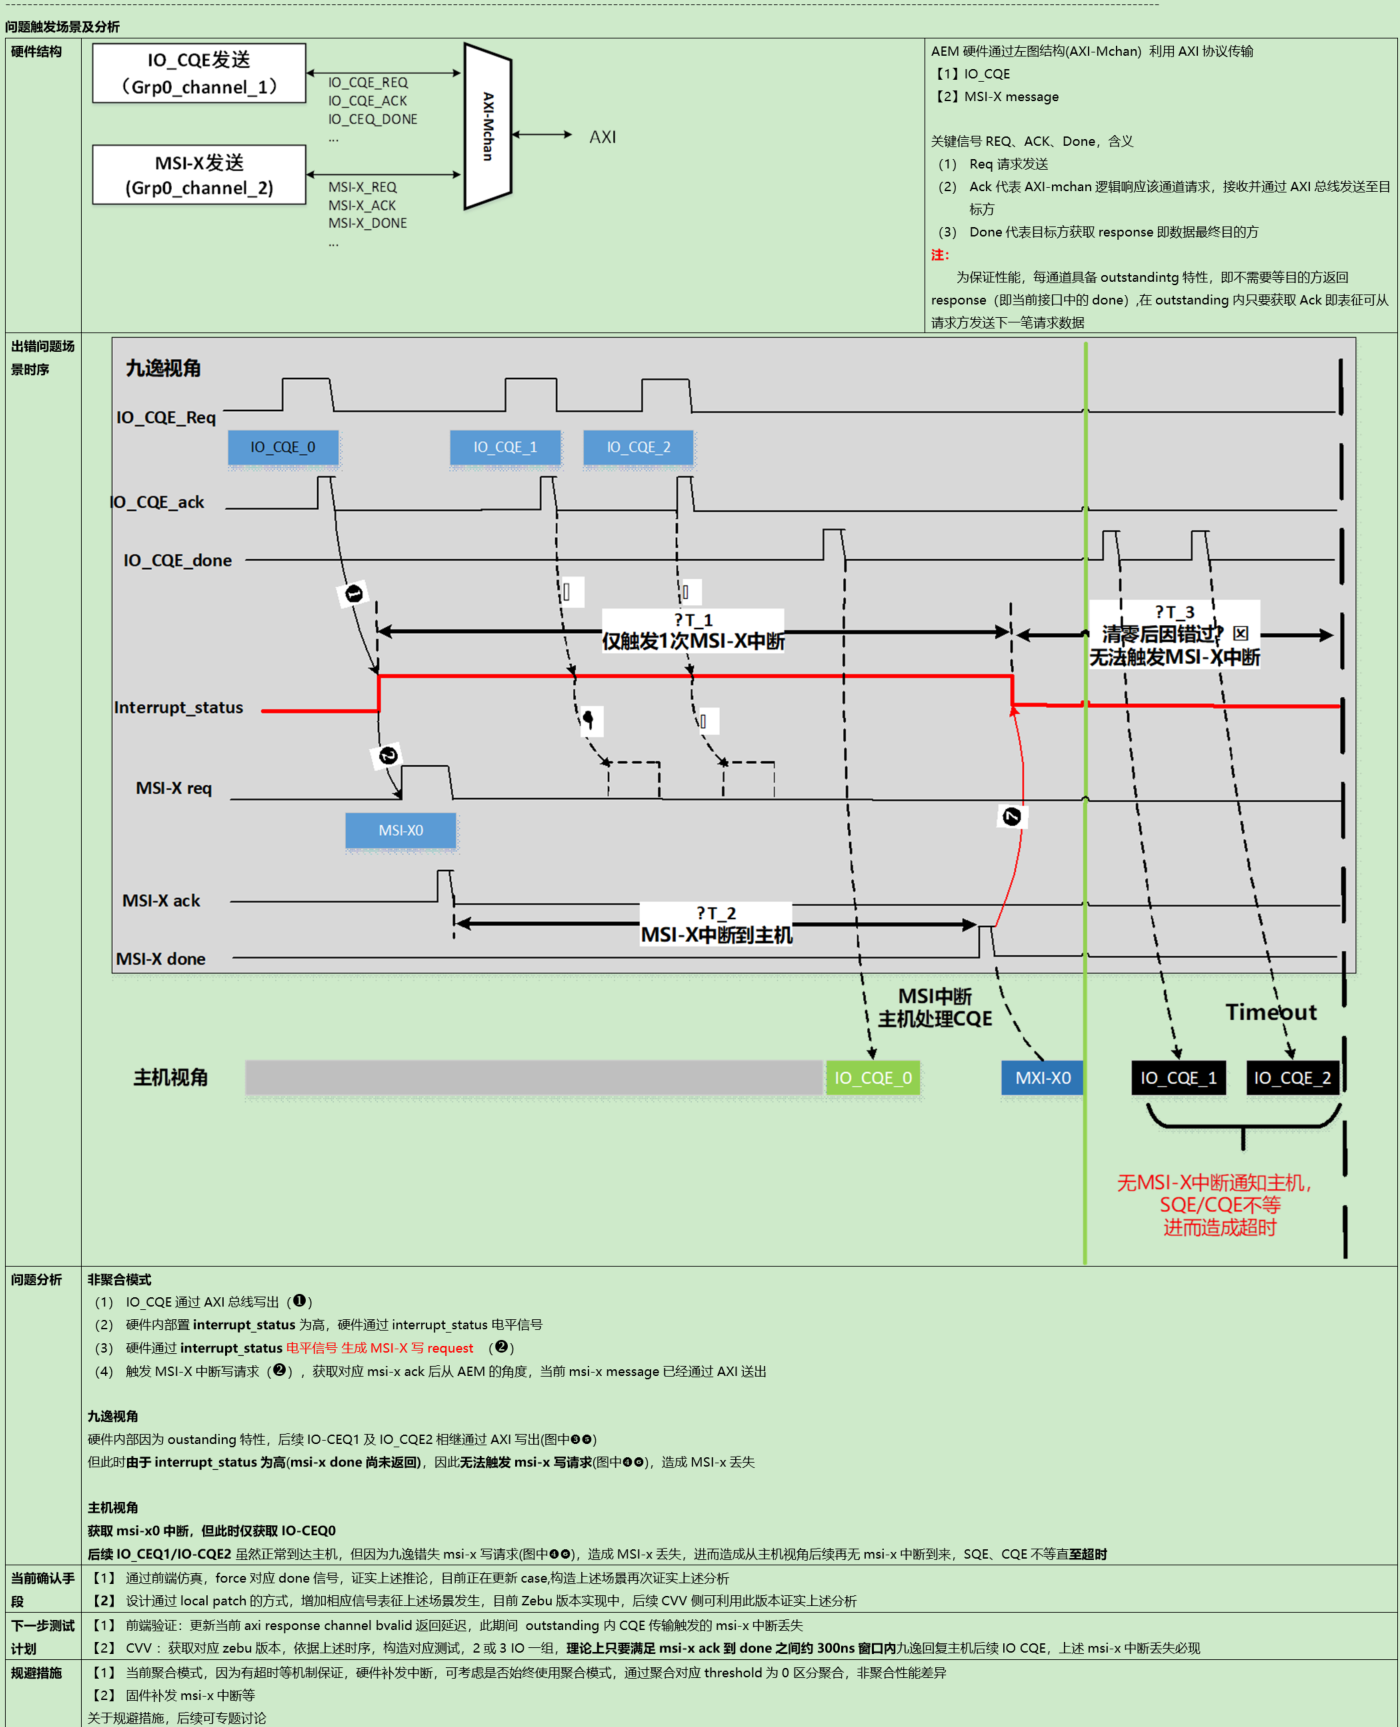 问题触发场景及分析
硬件结构
IO_CQE发送
（Grp0_channel_1）
IO_CQE_REQ
IO_CQE_ACK
IO_CEQ_DONE
...
MSI-X发送
(Grp0_channel_2)
MSI-X_REQ
MSI-X_ACK
MSI-X_DONE
...
AXI-Mchan
AXI
AEM 硬件通过左图结构(AXI-Mchan) 利用 AXI 协议传输
【1】IO_CQE
【2】MSI-X message
关键信号 REQ、ACK、Done，含义
（1） Req 请求发送
（2） Ack 代表 AXI-mchan 逻辑响应该通道请求，接收并通过 AXI 总线发送至目
标方
（3） Done 代表目标方获取 response 即数据最终目的方
注：
为保证性能，每通道具备 outstandintg 特性，即不需要等目的方返回
response（即当前接口中的 done）,在 outstanding 内只要获取 Ack 即表征可从
请求方发送下一笔请求数据
出错问题场
景时序
九逸视角
IO_CQE_Req
IO_CQE_0
IO_CQE_1
IO_CQE_2
IO_CQE_ack
IO_CQE_done
❶
?T_1
仅触发1次MSI-X中断
?T_3
清零后因错过?
无法触发MSI-X中断
Interrupt_status
❷
MSI-X req
MSI-X0
❼
MSI-X ack
?T_2
MSI-X中断到主机
MSI-X done
MSI中断
主机处理CQE
Timeout
主机视角
IO_CQE_0
MXI-X0
IO_CQE_1
IO_CQE_2
无MSI-X中断通知主机，
SQE/CQE不等
进而造成超时
问题分析
非聚合模式
（1） IO_CQE 通过 AXI 总线写出（❶）
（2） 硬件内部置 interrupt_status 为高，硬件通过 interrupt_status 电平信号
（3） 硬件通过 interrupt_status 电平信号 生成 MSI-X 写 request （❷）
（4） 触发 MSI-X 中断写请求（❷），获取对应 msi-x ack 后从 AEM 的角度，当前 msi-x message 已经通过 AXI 送出
九逸视角
硬件内部因为 oustanding 特性，后续 IO-CEQ1 及 IO_CQE2 相继通过 AXI 写出(图中❸❺)
但此时由于 interrupt_status 为高(msi-x done 尚未返回)，因此无法触发 msi-x 写请求(图中❹❻)，造成 MSI-x 丢失
主机视角
获取 msi-x0 中断，但此时仅获取 IO-CEQ0
后续 IO_CEQ1/IO-CQE2 虽然正常到达主机，但因为九逸错失 msi-x 写请求(图中❹❻)，造成 MSI-x 丢失，进而造成从主机视角后续再无 msi-x 中断到来，SQE、CQE 不等直至超时
当前确认手
段
【1】 通过前端仿真，force 对应 done 信号，证实上述推论，目前正在更新 case,构造上述场景再次证实上述分析
【2】 设计通过 local patch 的方式，增加相应信号表征上述场景发生，目前 Zebu 版本实现中，后续 CVV 侧可利用此版本证实上述分析
下一步测试
计划
【1】 前端验证：更新当前 axi response channel bvalid 返回延迟，此期间 outstanding 内 CQE 传输触发的 msi-x 中断丢失
【2】 CVV ：获取对应 zebu 版本，依据上述时序，构造对应测试，2 或 3 IO 一组，理论上只要满足 msi-x ack 到 done 之间约 300ns 窗口内九逸回复主机后续 IO CQE，上述 msi-x 中断丢失必现
规避措施
【1】 当前聚合模式，因为有超时等机制保证，硬件补发中断，可考虑是否始终使用聚合模式，通过聚合对应 threshold 为 0 区分聚合，非聚合性能差异
【2】 固件补发 msi-x 中断等
关于规避措施，后续可专题讨论